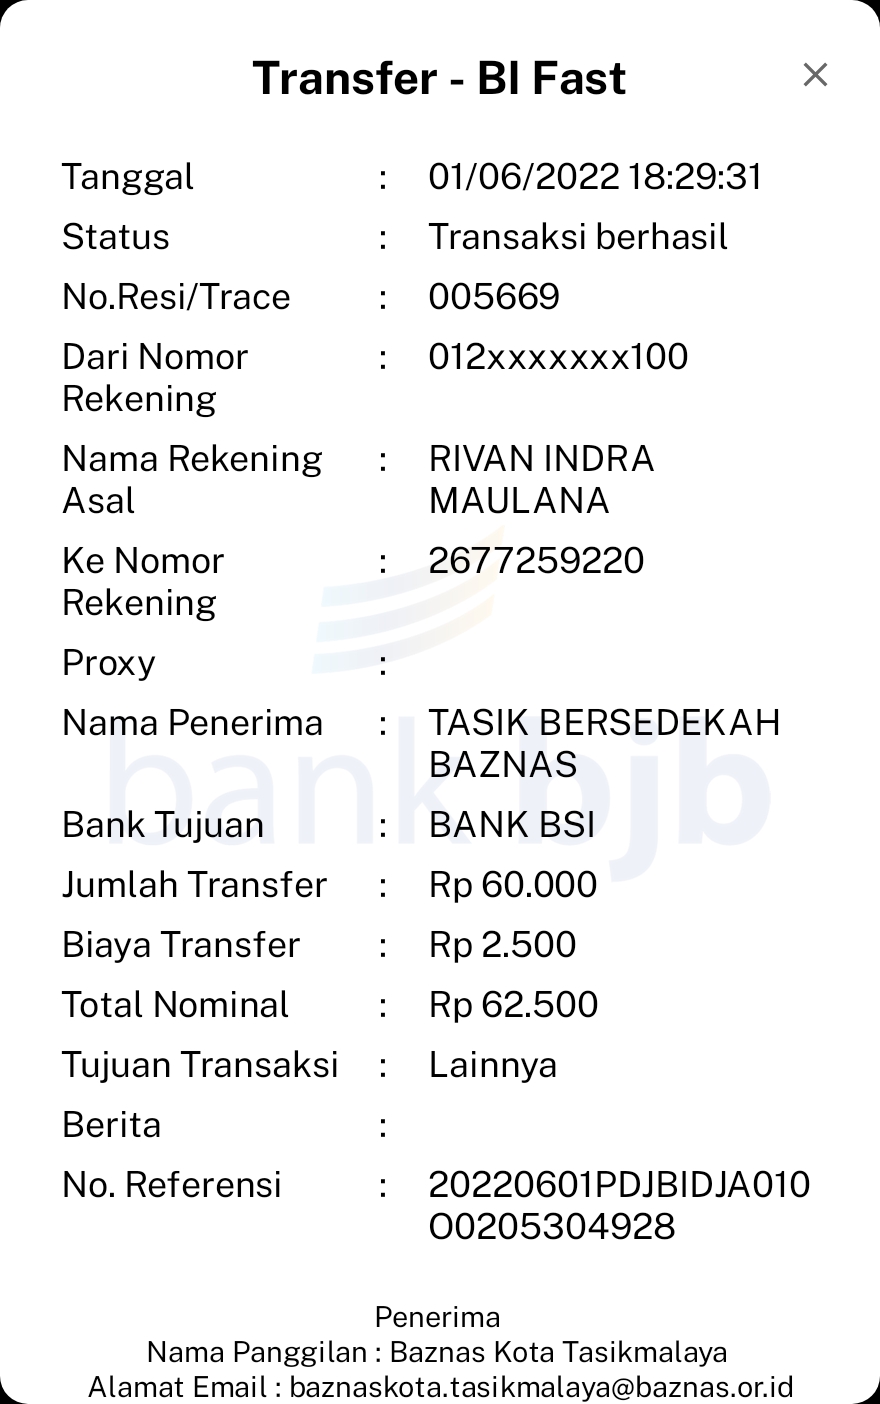 Transfer - BI Fast
Tanggal : 01/06/2022 18:29:31
Status : Transaksi berhasil
No.Resi/Trace : 005669
Dari Nomor : 012xxxxxxx100
Rekening
Nama Rekening : RIVAN INDRA
Asal MAULANA
Ke Nomor : 2677259220
Rekening
Proxy :
Nama Penerima : TASIK BERSEDEKAH
BAZNAS
bank bjb
Bank Tujuan : BANK BSI
Jumlah Transfer : Rp 60.000
Biaya Transfer : Rp 2.500
Total Nominal : Rp 62.500
Tujuan Transaksi : Lainnya
Berita :
No. Referensi : 20220601PDJBIDJA010
O00205304928
Penerima
Nama Panggilan : Baznas Kota Tasikmalaya
Alamat Email : baznaskota.tasikmalaya@baznas.or.id